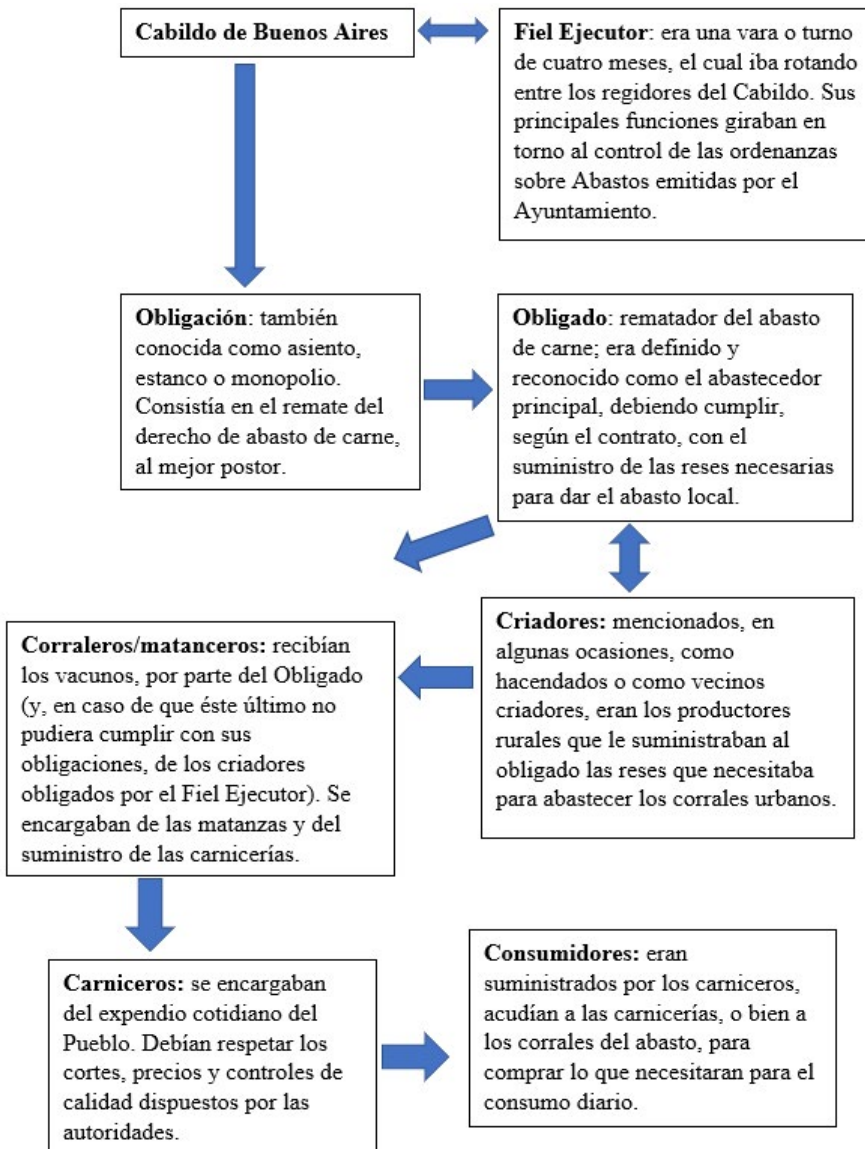 Cabildo de Buenos Aires
Fiel Ejecutor: era una vara o turno
de cuatro meses, el cual iba rotando
entre los regidores del Cabildo. Sus
principales funciones giraban en
torno al control de las ordenanzas
sobre Abastos emitidas por el
Ayuntamiento.
Obligación: también
conocida como asiento,
estanco o monopolio.
Consistía en el remate del
derecho de abasto de carne,
al mejor postor.
Obligado: rematador del abasto
de carne; era definido y
reconocido como el abastecedor
principal, debiendo cumplir,
según el contrato, con el
suministro de las reses necesarias
para dar el abasto local.
Criadores: mencionados, en
algunas ocasiones, como
hacendados o como vecinos
criadores, eran los productores
rurales que le suministraban al
obligado las reses que necesitaba
para abastecer los corrales urbanos.
Corraleros/matanceros: recibían
los vacunos, por parte del Obligado
(y, en caso de que éste último no
pudiera cumplir con sus
obligaciones, de los criadores
obligados por el Fiel Ejecutor). Se
encargaban de las matanzas y del
suministro de las carnicerías.
Carniceros: se encargaban
del expendio cotidiano del
Pueblo. Debían respetar los
cortes, precios y controles de
calidad dispuestos por las
autoridades.
Consumidores: eran
suministrados por los carniceros,
acudían a las carnicerías, o bien a
los corrales del abasto, para
comprar lo que necesitaran para el
consumo diario.